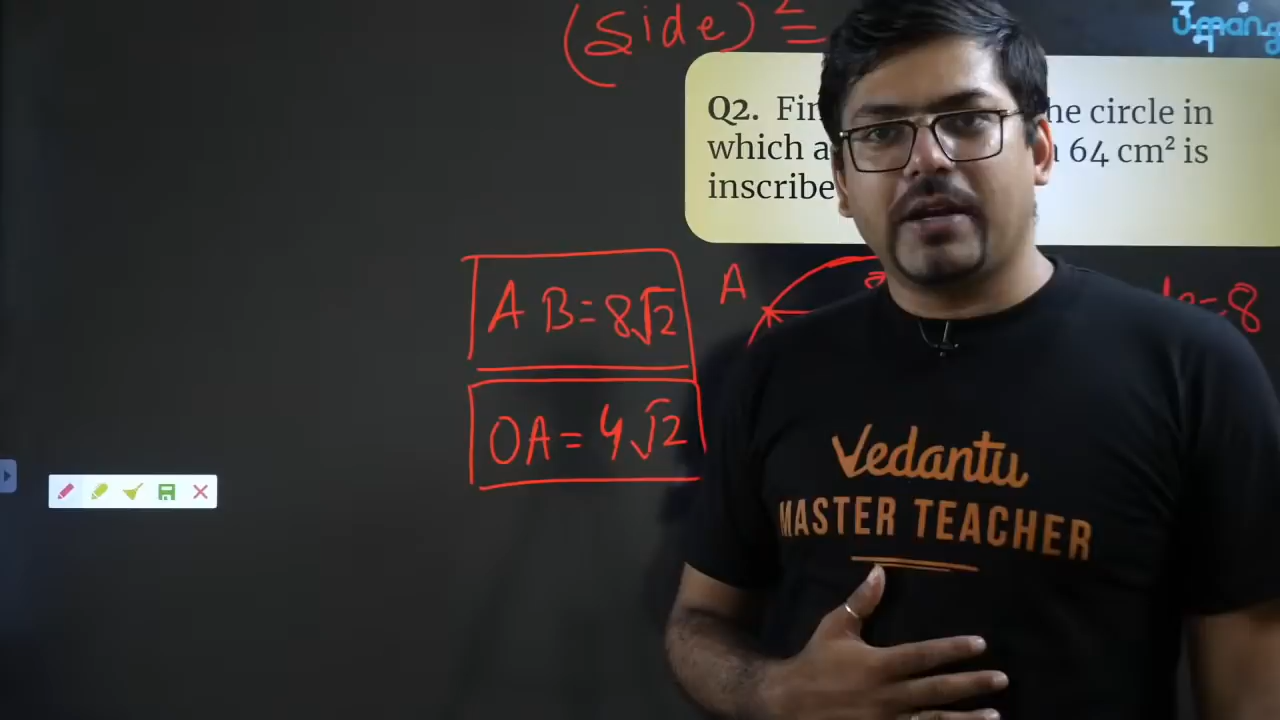 (Side)² =
उmang
Q2. Fin he circle in
which a 64 cm² is
inscribe
AB=8√2
A
=8
OA=4√2
Vedantu
MASTER TEACHER